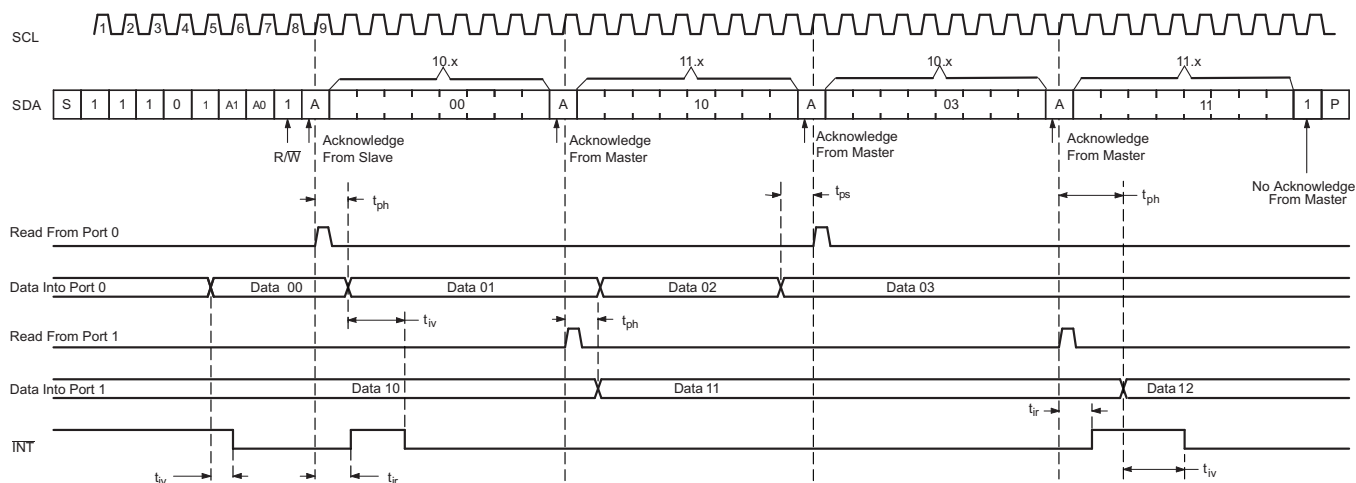 SCL 1 2 3 4 5 6 7 8 9
10.x 11.x 10.x 11.x
SDA S 1 1 1 0 1 A1 A0 1 A 00 A 10 A 03 A 11 1 P
R/W
Acknowledge
From Slave
Acknowledge
From Master
Acknowledge
From Master
Acknowledge
From Master
No Acknowledge
From Master
tph
tps
tph
Read From Port 0
Data Into Port 0 Data 00 Data 01 Data 02 Data 03
tiv
tph
Read From Port 1
Data Into Port 1 Data 10 Data 11 Data 12
tir
INT
tiv
tir
tiv